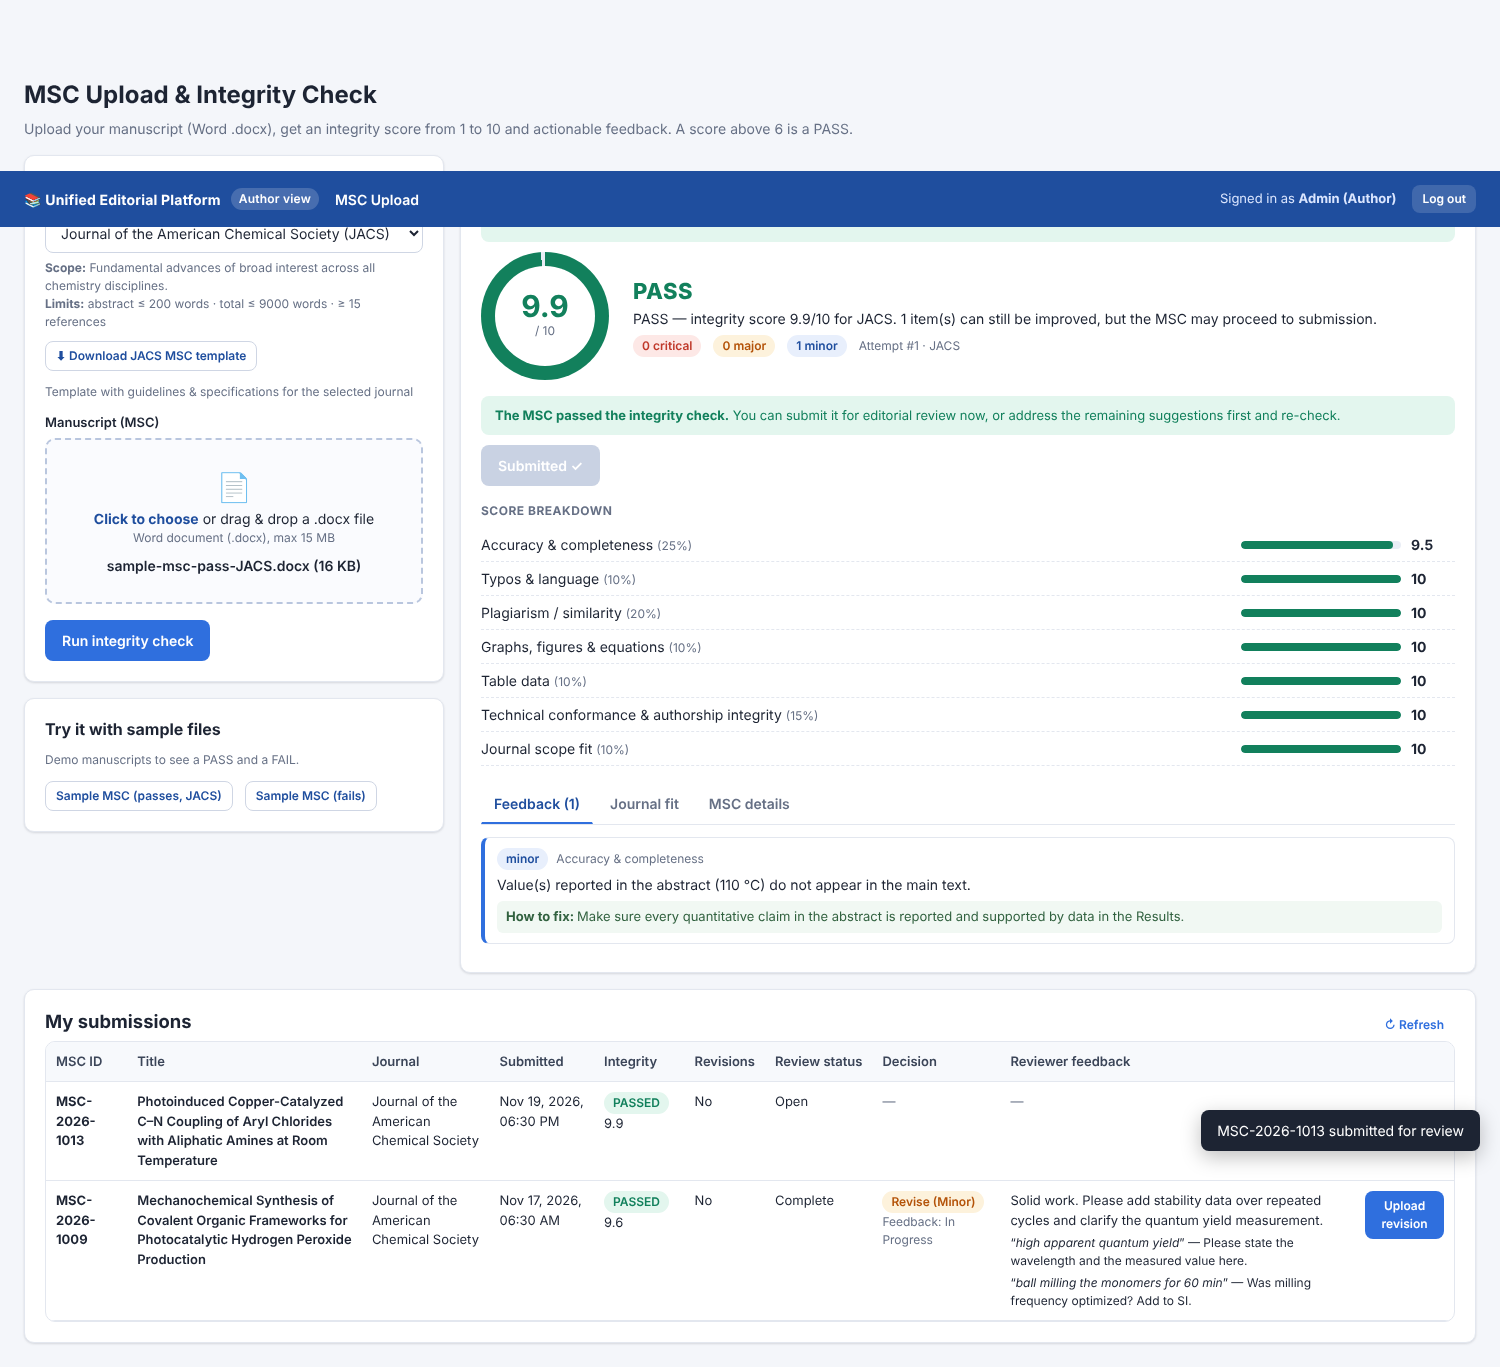 MSC Upload & Integrity Check
Upload your manuscript (Word .docx), get an integrity score from 1 to 10 and actionable feedback. A score above 6 is a PASS.
📚 Unified Editorial Platform
Author view
MSC Upload
Signed in as Admin (Author)
Log out
Journal of the American Chemical Society (JACS)
Scope: Fundamental advances of broad interest across all
chemistry disciplines.
Limits: abstract ≤ 200 words · total ≤ 9000 words · ≥ 15
references
⬇ Download JACS MSC template
Template with guidelines & specifications for the selected journal
Manuscript (MSC)
Click to choose or drag & drop a .docx file
Word document (.docx), max 15 MB
sample-msc-pass-JACS.docx (16 KB)
Run integrity check
Try it with sample files
Demo manuscripts to see a PASS and a FAIL.
Sample MSC (passes, JACS)
Sample MSC (fails)
9.9
/ 10
PASS
PASS — integrity score 9.9/10 for JACS. 1 item(s) can still be improved, but the MSC may proceed to submission.
0 critical
0 major
1 minor
Attempt #1 · JACS
The MSC passed the integrity check. You can submit it for editorial review now, or address the remaining suggestions first and re-check.
Submitted ✓
SCORE BREAKDOWN
Accuracy & completeness (25%) 9.5
Typos & language (10%) 10
Plagiarism / similarity (20%) 10
Graphs, figures & equations (10%) 10
Table data (10%) 10
Technical conformance & authorship integrity (15%) 10
Journal scope fit (10%) 10
Feedback (1)
Journal fit
MSC details
minor
Accuracy & completeness
Value(s) reported in the abstract (110 °C) do not appear in the main text.
How to fix: Make sure every quantitative claim in the abstract is reported and supported by data in the Results.
My submissions
↻ Refresh
MSC ID
Title
Journal
Submitted
Integrity
Revisions
Review status
Decision
Reviewer feedback
MSC-
2026-
1013
Photoinduced Copper-Catalyzed
C–N Coupling of Aryl Chlorides
with Aliphatic Amines at Room
Temperature
Journal of the
American
Chemical Society
Nov 19, 2026,
06:30 PM
PASSED
9.9
No
Open
—
—
MSC-2026-1013 submitted for review
MSC-
2026-
1009
Mechanochemical Synthesis of
Covalent Organic Frameworks for
Photocatalytic Hydrogen Peroxide
Production
Journal of the
American
Chemical Society
Nov 17, 2026,
06:30 AM
PASSED
9.6
No
Complete
Revise (Minor)
Feedback: In
Progress
Solid work. Please add stability data over repeated
cycles and clarify the quantum yield measurement.
"high apparent quantum yield" — Please state the
wavelength and the measured value here.
"ball milling the monomers for 60 min" — Was milling
frequency optimized? Add to SI.
Upload
revision